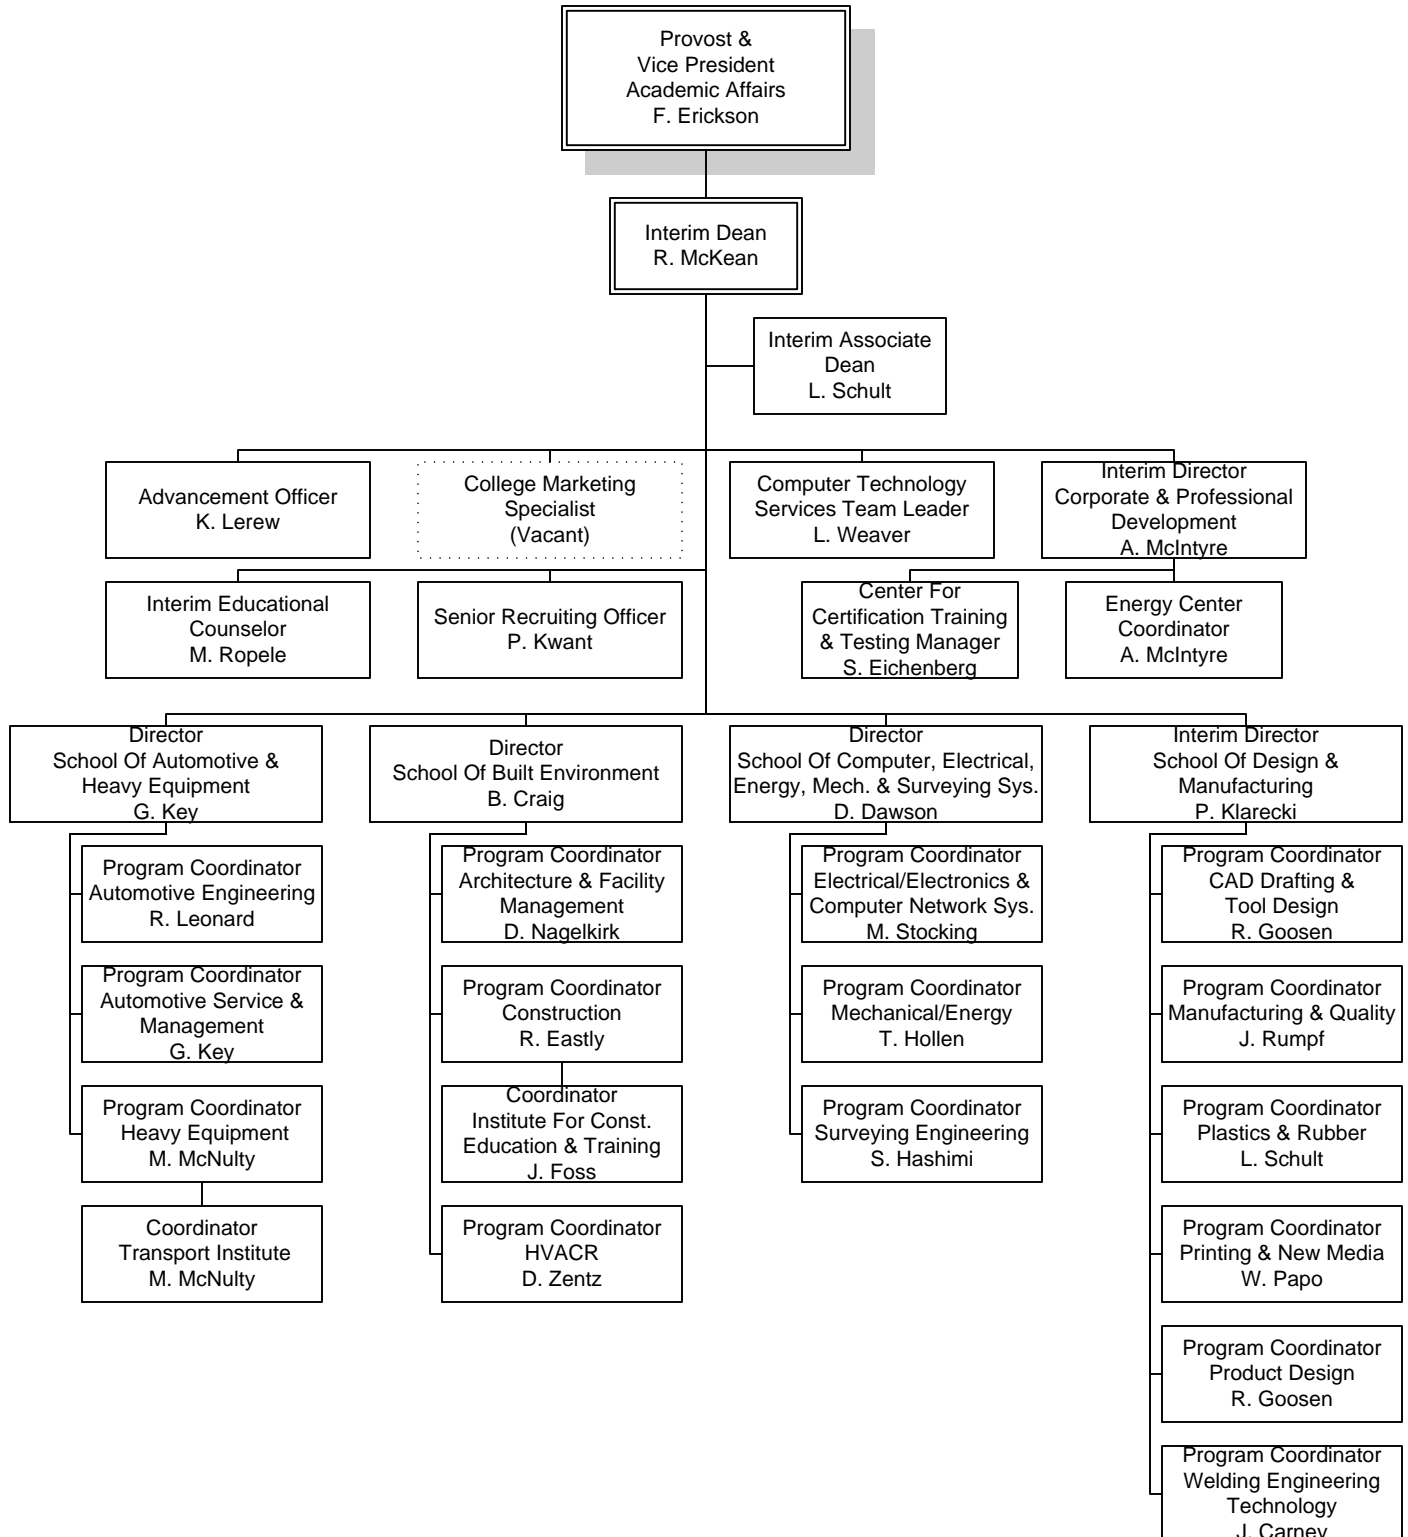 Provost &
Vice President
Academic Affairs
F. Erickson
Interim Dean
R. McKean
Interim Associate
Dean
L. Schult
Advancement Officer
K. Lerew
College Marketing
Specialist
(Vacant)
Computer Technology
Services Team Leader
L. Weaver
Interim Director
Corporate & Professional
Development
A. McIntyre
Interim Educational
Counselor
M. Ropele
Senior Recruiting Officer
P. Kwant
Center For
Certification Training
& Testing Manager
S. Eichenberg
Energy Center
Coordinator
A. McIntyre
Director
School Of Automotive &
Heavy Equipment
G. Key
Director
School Of Built Environment
B. Craig
Director
School Of Computer, Electrical,
Energy, Mech. & Surveying Sys.
D. Dawson
Interim Director
School Of Design &
Manufacturing
P. Klarecki
Program Coordinator
Automotive Engineering
R. Leonard
Program Coordinator
Architecture & Facility
Management
D. Nagelkirk
Program Coordinator
Electrical/Electronics &
Computer Network Sys.
M. Stocking
Program Coordinator
CAD Drafting &
Tool Design
R. Goosen
Program Coordinator
Automotive Service &
Management
G. Key
Program Coordinator
Construction
R. Eastly
Program Coordinator
Mechanical/Energy
T. Hollen
Program Coordinator
Manufacturing & Quality
J. Rumpf
Program Coordinator
Heavy Equipment
M. McNulty
Coordinator
Institute For Const.
Education & Training
J. Foss
Program Coordinator
Surveying Engineering
S. Hashimi
Program Coordinator
Plastics & Rubber
L. Schult
Coordinator
Transport Institute
M. McNulty
Program Coordinator
HVACR
D. Zentz
Program Coordinator
Printing & New Media
W. Papo
Program Coordinator
Product Design
R. Goosen
Program Coordinator
Welding Engineering
Technology
J. Carney